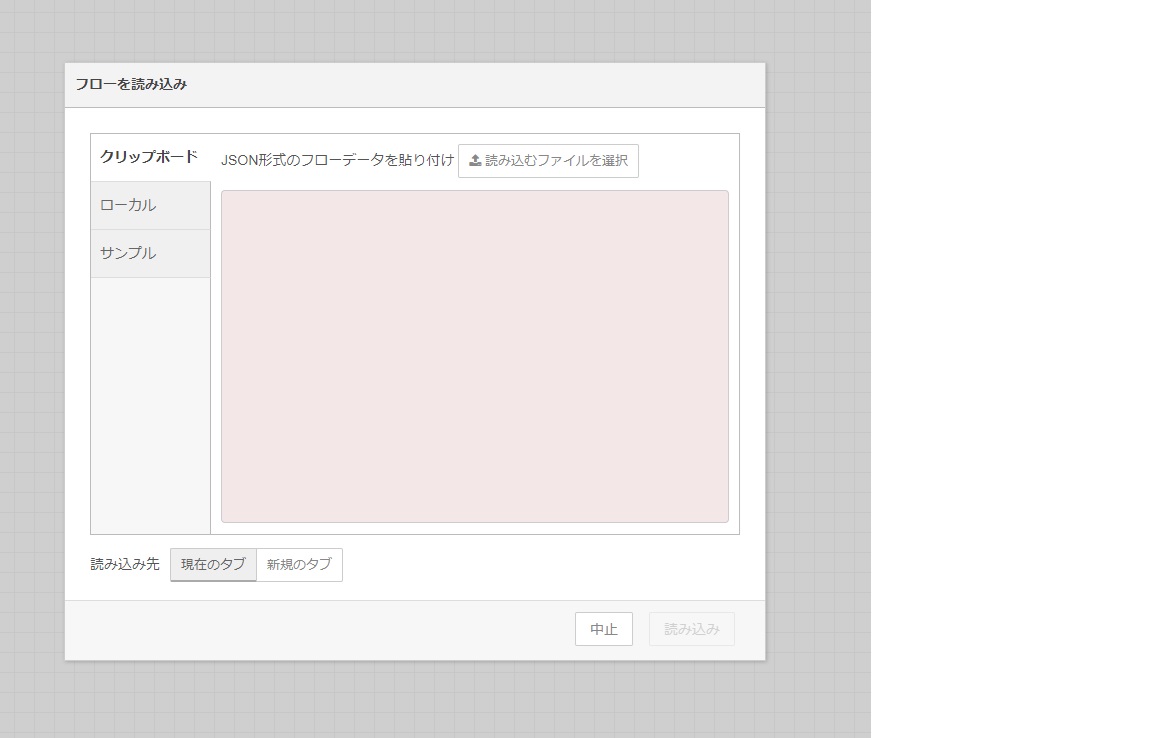 フローを読み込み
クリップボード
JSON形式のフローデータを貼り付け 読み込むファイルを選択
ローカル
サンプル
読み込み先 現在のタブ 新規のタブ
中止 読み込み